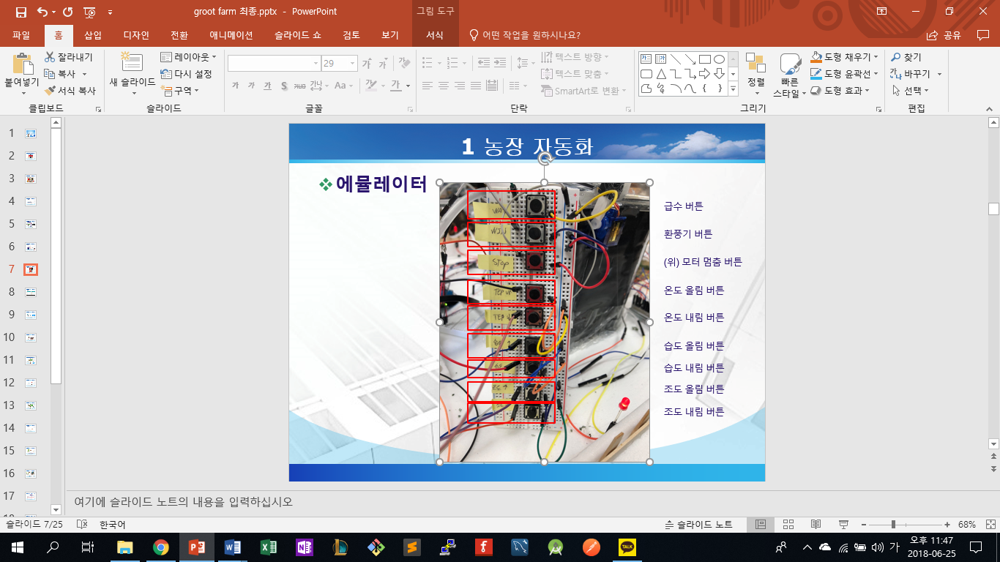 groot farm 최종.pptx - PowerPoint
그림 도구
파일
홈
삽입
디자인
전환
애니메이션
슬라이드 쇼
검토
보기
서식
어떤 작업을 원하시나요?
공유
붙여넣기
잘라내기
복사
서식 복사
클립보드
새 슬라이드
레이아웃
다시 설정
구역
슬라이드
29
가 가 가 S abc 가간 Aa 가
글꼴
텍스트 방향
텍스트 맞춤
SmartArt로 변환
단락
정렬
빠른 스타일
도형 채우기
도형 윤곽선
도형 효과
그리기
찾기
바꾸기
선택
편집
1
2
3
4
5
6
7
8
9
10
11
12
13
14
15
16
17
1 농장 자동화
에뮬레이터
STOP
급수 버튼
환풍기 버튼
(위) 모터 멈춤 버튼
온도 올림 버튼
온도 내림 버튼
습도 올림 버튼
습도 내림 버튼
조도 올림 버튼
조도 내림 버튼
여기에 슬라이드 노트의 내용을 입력하십시오
슬라이드 7/25
한국어
슬라이드 노트
68%
TALK
가
오후 11:47
2018-06-25